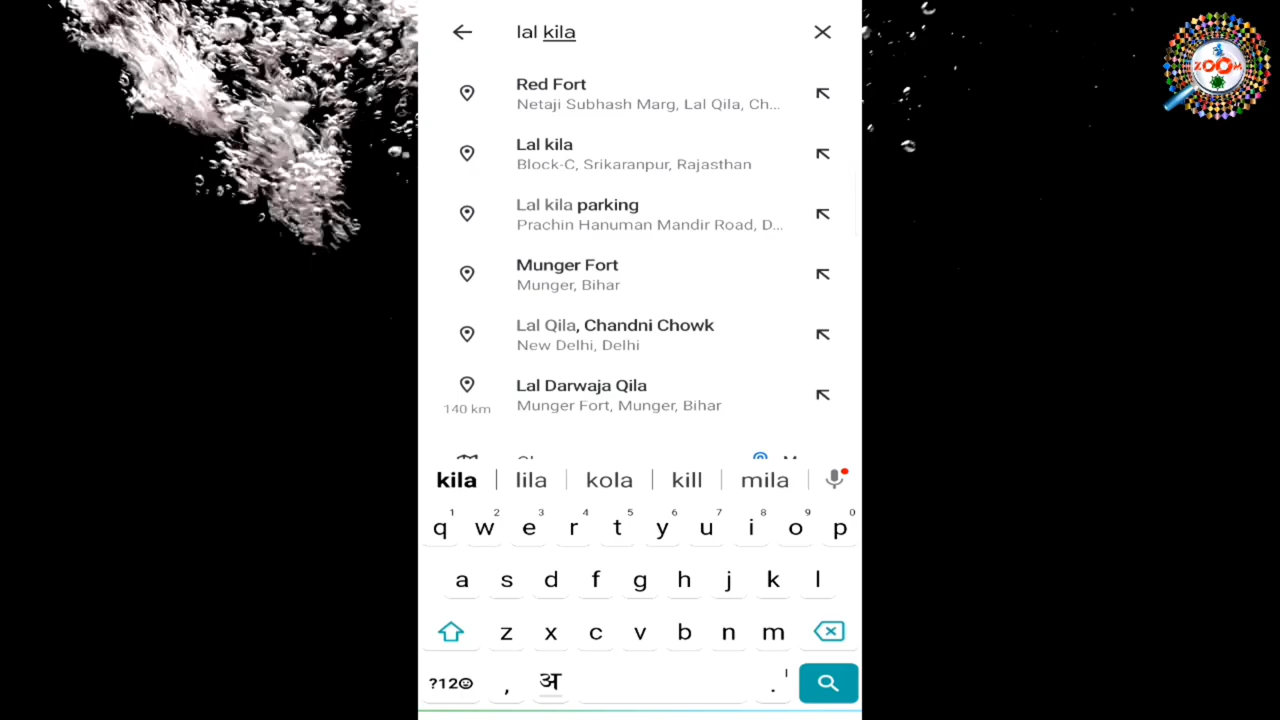 lal kila
ZOOM
Red Fort
Netaji Subhash Marg, Lal Qila, Ch...
Lal kila
Block-C, Srikaranpur, Rajasthan
Lal kila parking
Prachin Hanuman Mandir Road, D...
Munger Fort
Munger, Bihar
Lal Qila, Chandni Chowk
New Delhi, Delhi
Lal Darwaja Qila
140 km
Munger Fort, Munger, Bihar
kila lila kola kill mila
1 2 3 4 5 6 7 8 9 0
q w e r t y u i o p
a s d f g h j k l
z x c v b n m
?12 , अ .